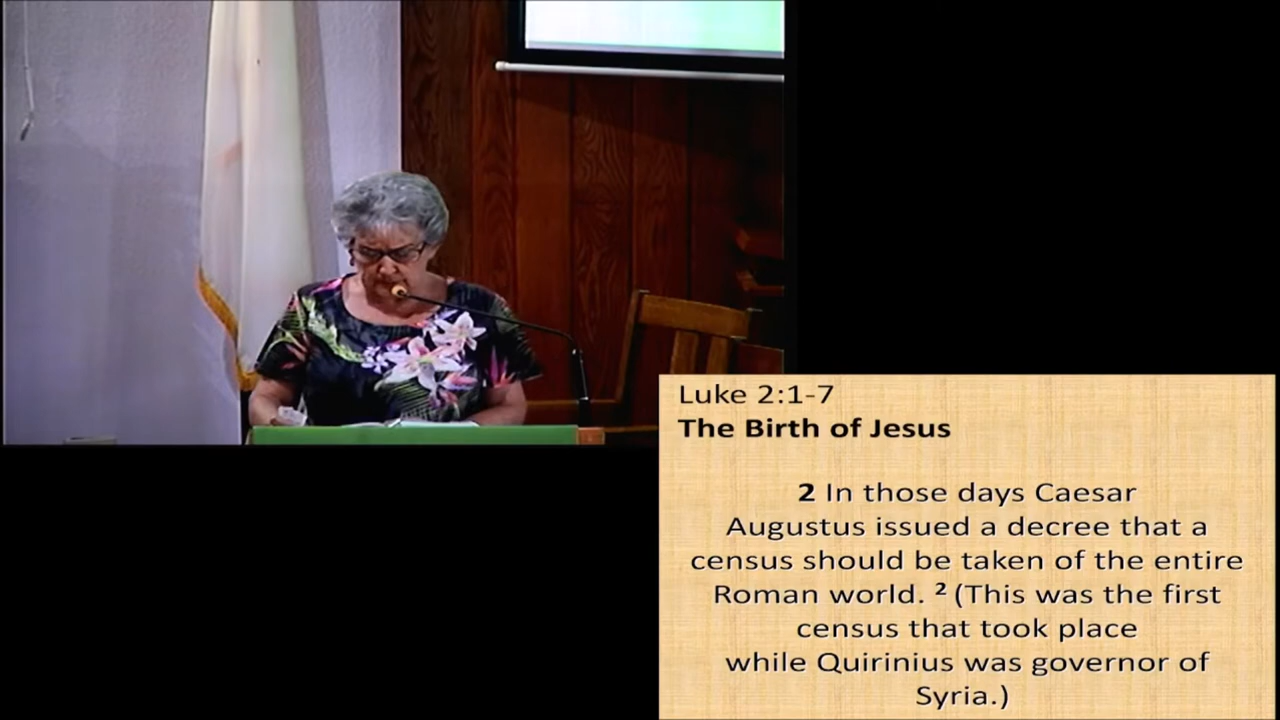 Luke 2:1-7
The Birth of Jesus
2 In those days Caesar
Augustus issued a decree that a
census should be taken of the entire
Roman world. ² (This was the first
census that took place
while Quirinius was governor of
Syria.)